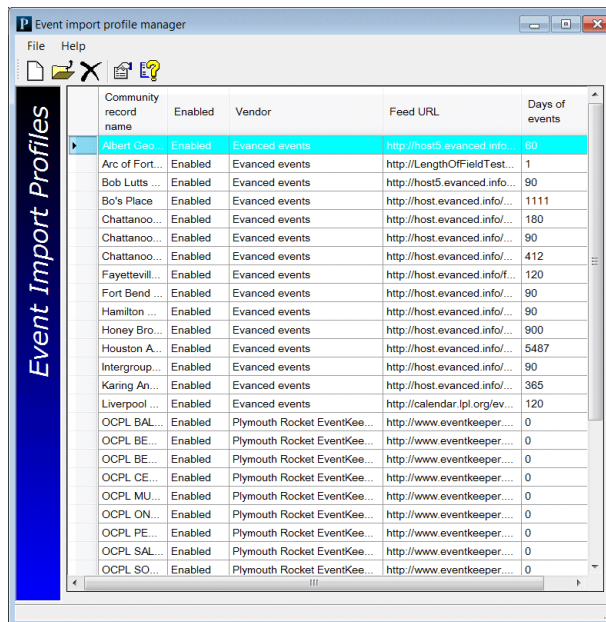 P Event import profile manager
File Help
Event Import Profiles
Community record name Enabled Vendor Feed URL Days of events
Albert Geo... Enabled Evanced events http://host5.evanced.info... 60
Arc of Fort... Enabled Evanced events http://LengthOfFieldTest... 1
Bob Lutts ... Enabled Evanced events http://host5.evanced.info... 90
Bo's Place Enabled Evanced events http://host.evanced.info/... 1111
Chattanoo... Enabled Evanced events http://host.evanced.info/... 180
Chattanoo... Enabled Evanced events http://host.evanced.info/... 90
Chattanoo... Enabled Evanced events http://host.evanced.info/... 412
Fayettevill... Enabled Evanced events http://host.evanced.info/f... 120
Fort Bend ... Enabled Evanced events http://host.evanced.info/... 90
Hamilton ... Enabled Evanced events http://host.evanced.info/... 90
Honey Bro... Enabled Evanced events http://host.evanced.info/... 900
Houston A... Enabled Evanced events http://host.evanced.info/... 5487
Intergroup... Enabled Evanced events http://host.evanced.info/... 90
Karing An... Enabled Evanced events http://host.evanced.info/... 365
Liverpool ... Enabled Evanced events http://calendar.lpl.org/ev... 120
OCPL BAL... Enabled Plymouth Rocket EventKee... http://www.eventkeeper.... 0
OCPL BE... Enabled Plymouth Rocket EventKee... http://www.eventkeeper.... 0
OCPL BE... Enabled Plymouth Rocket EventKee... http://www.eventkeeper.... 0
OCPL CE... Enabled Plymouth Rocket EventKee... http://www.eventkeeper.... 0
OCPL MU... Enabled Plymouth Rocket EventKee... http://www.eventkeeper.... 0
OCPL ON... Enabled Plymouth Rocket EventKee... http://www.eventkeeper.... 0
OCPL PE... Enabled Plymouth Rocket EventKee... http://www.eventkeeper.... 0
OCPL SAL... Enabled Plymouth Rocket EventKee... http://www.eventkeeper.... 0
OCPL SO... Enabled Plymouth Rocket EventKee... http://www.eventkeeper.... 0